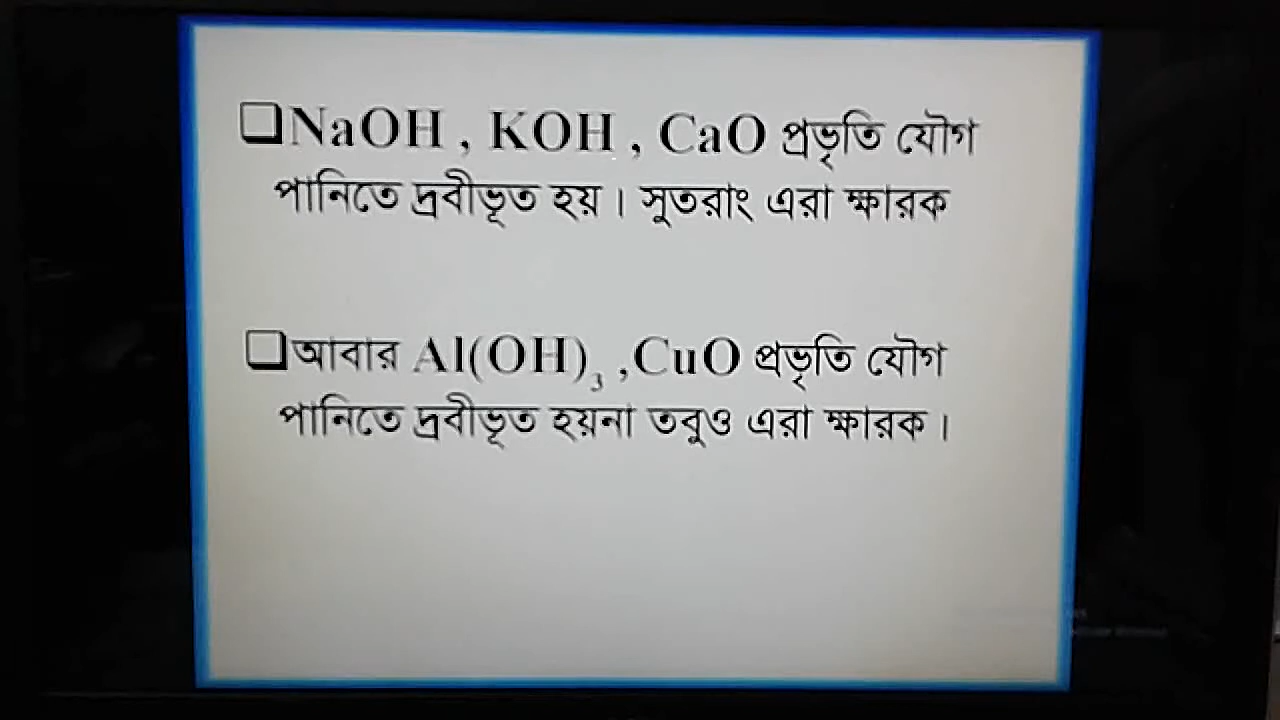 ❑NaOH , KOH , CaO প্রভৃতি যৌগ
পানিতে দ্রবীভূত হয় । সুতরাং এরা ক্ষারক
❑আবার Al(OH)₃ ,CuO প্রভৃতি যৌগ
পানিতে দ্রবীভূত হয়না তবুও এরা ক্ষারক ।